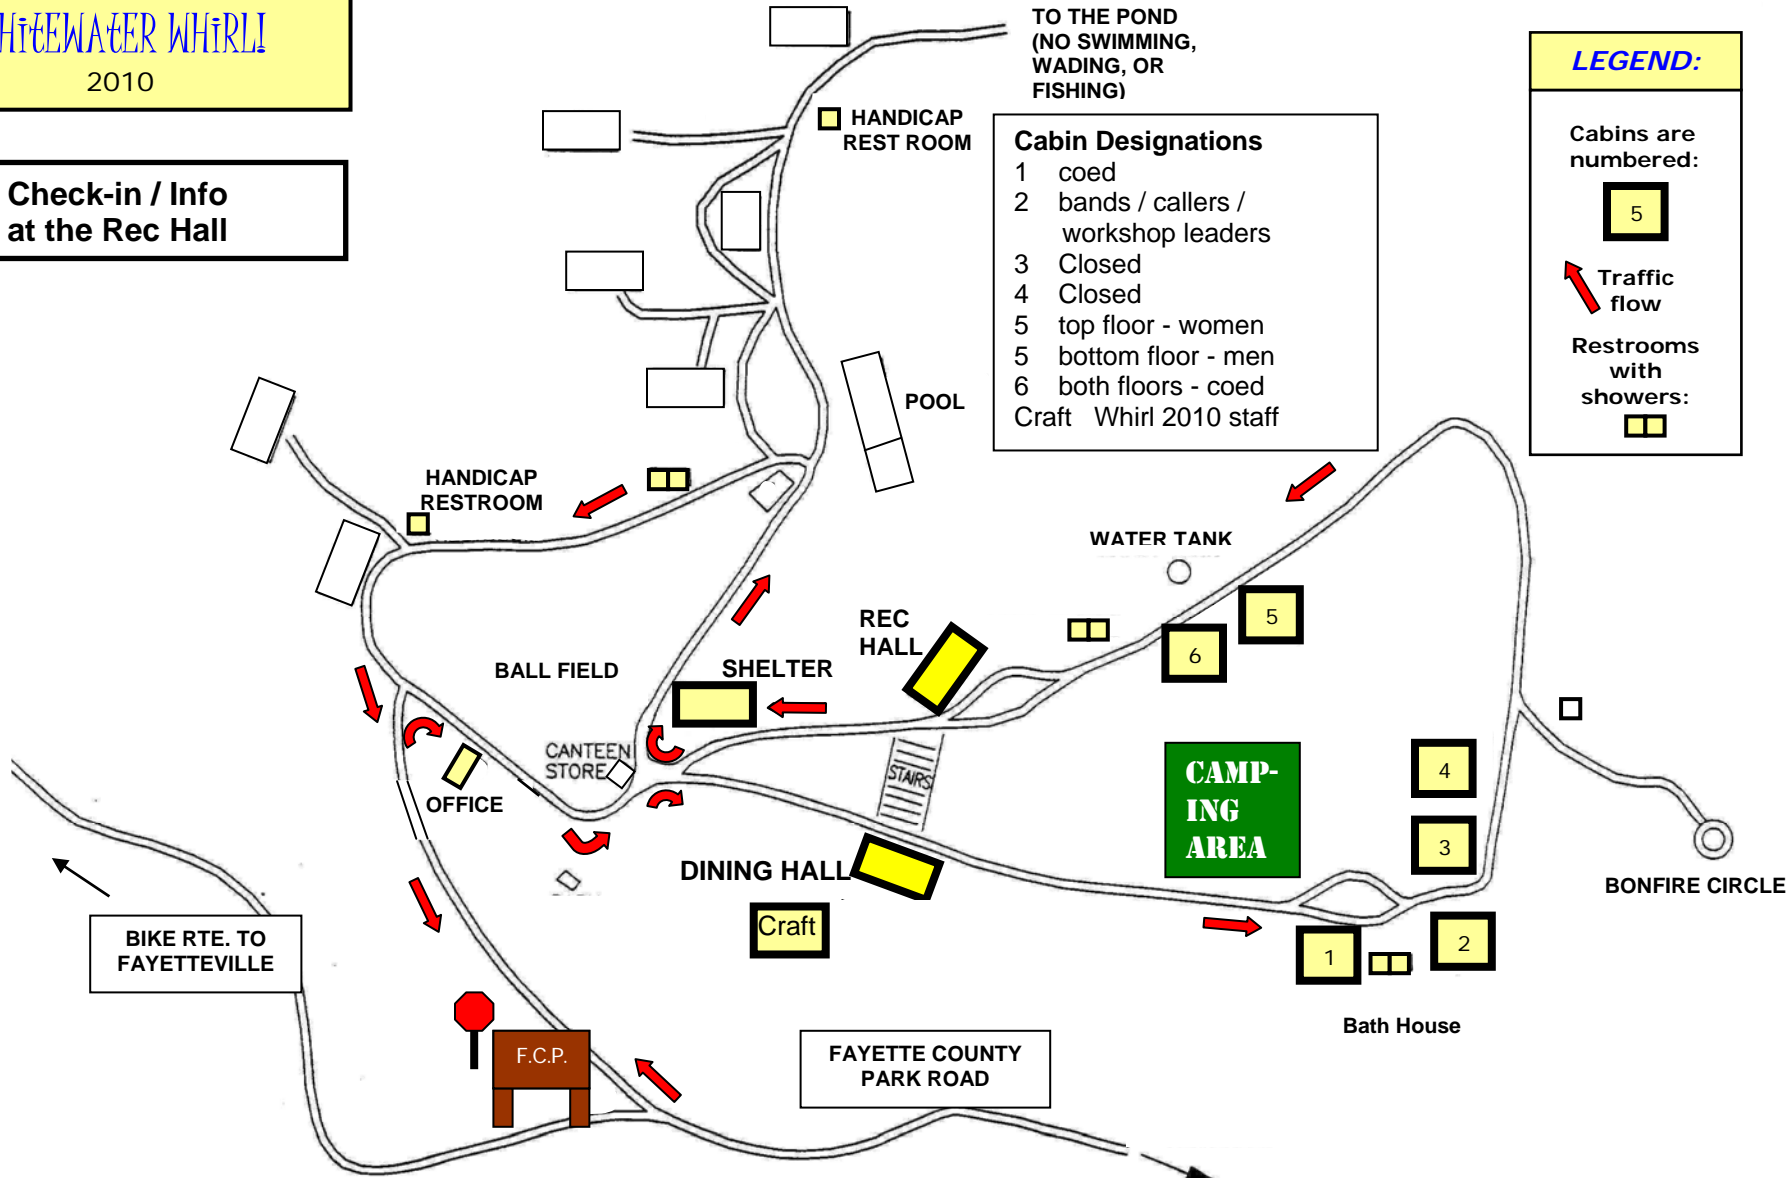 HiTEWATER WHiRL!
2010
Check-in / Info
at the Rec Hall
TO THE POND
(NO SWIMMING,
WADING, OR
FISHING)
HANDICAP
REST ROOM
Cabin Designations
1 coed
2 bands / callers /
workshop leaders
3 Closed
4 Closed
5 top floor - women
5 bottom floor - men
6 both floors - coed
Craft Whirl 2010 staff
LEGEND:
Cabins are
numbered:
5
Traffic
flow
Restrooms
with
showers:
POOL
HANDICAP
RESTROOM
WATER TANK
REC
HALL
5
6
BALL FIELD
SHELTER
CANTEEN
STORE
STAIRS
OFFICE
CAMP-
ING
AREA
4
3
DINING HALL
BONFIRE CIRCLE
Craft
1
2
BIKE RTE. TO
FAYETTEVILLE
Bath House
F.C.P.
FAYETTE COUNTY
PARK ROAD